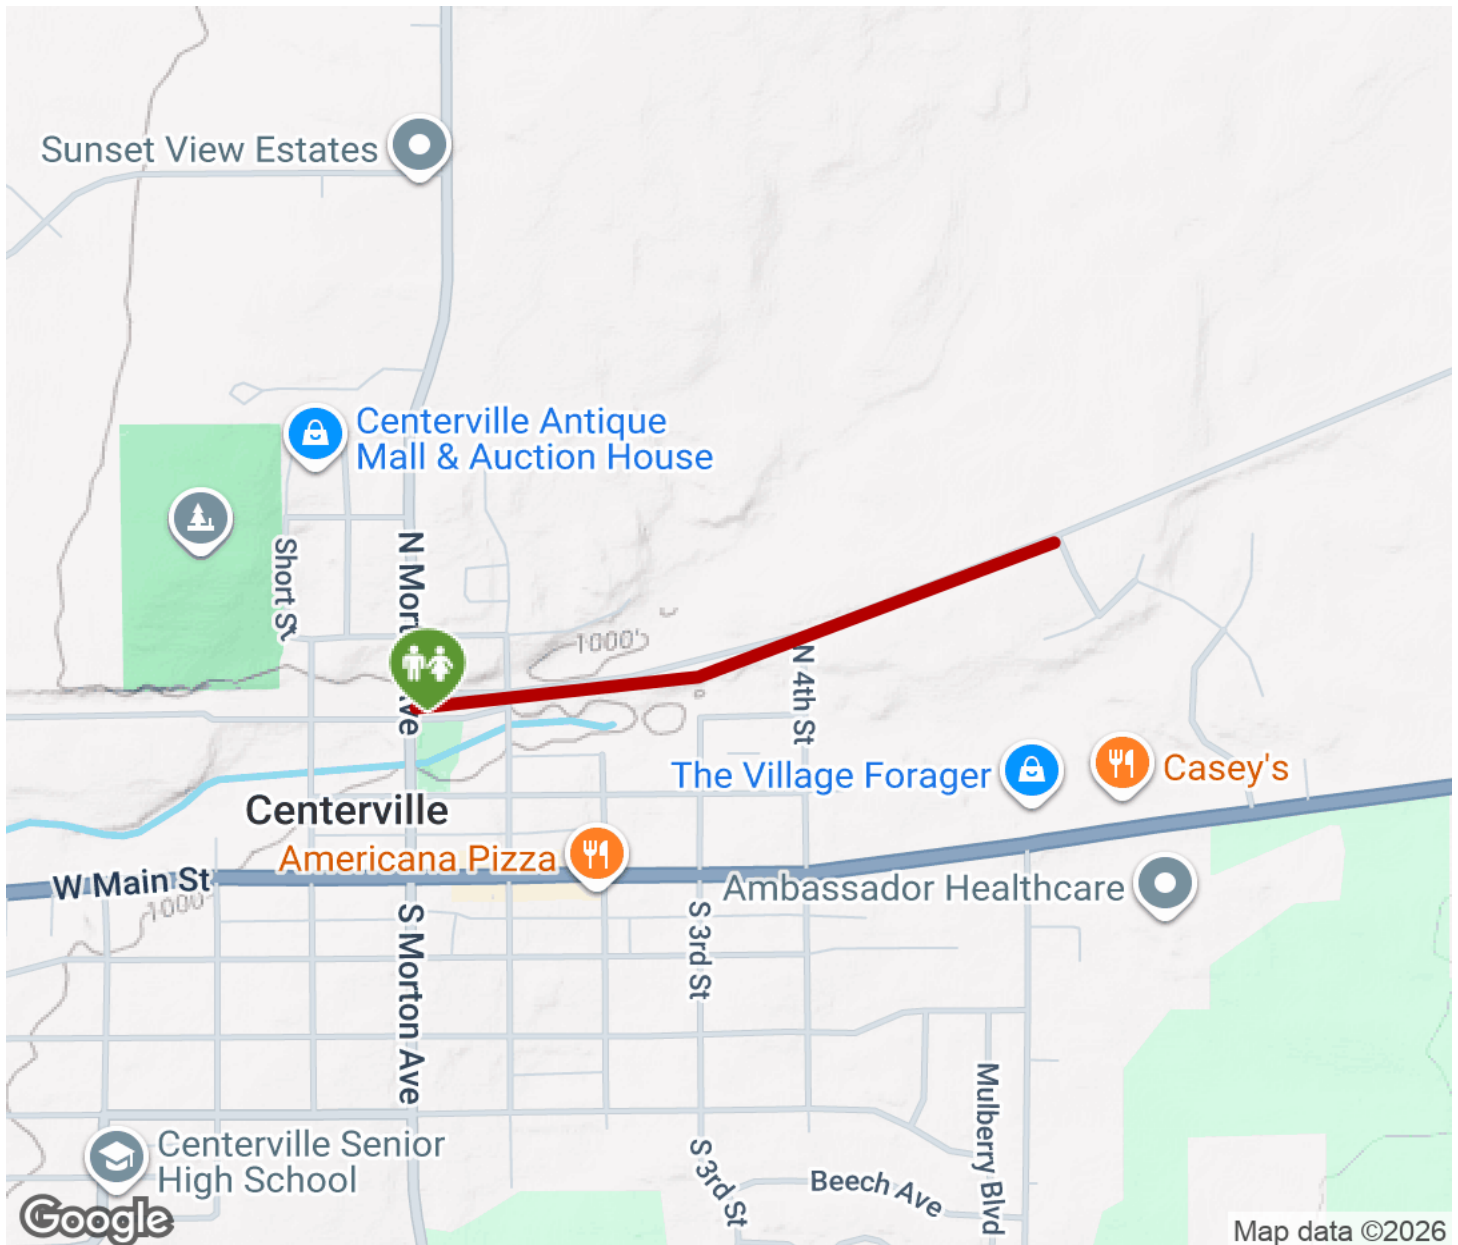 Sunset View Estates
Centerville Antique
Mall & Auction House
Short St
N Mort
Ave
1000'
N 4th St
The Village Forager
Casey's
Centerville
Americana Pizza
W Main St
1000
Ambassador Healthcare
S Morton Ave
S 3rd St
Mulberry Blvd
Centerville Senior
High School
S 3rd St
Beech Ave
Google
Map data ©2026